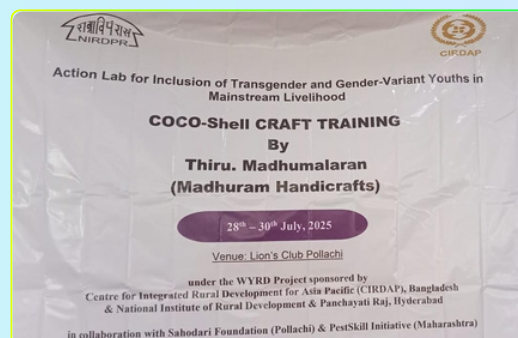 NIRDPR
CIRDAP
Action Lab for Inclusion of Transgender and Gender-Variant Youths in
Mainstream Livelihood
COCO-Shell CRAFT TRAINING
By
Thiru. Madhumalaran
(Madhuram Handicrafts)
28th – 30th July, 2025
Venue: Lion's Club Pollachi
under the WYRD Project sponsored by
Centre for Integrated Rural Development for Asia Pacific (CIRDAP), Bangladesh
& National Institute of Rural Development & Panchayati Raj, Hyderabad
in collaboration with Sahodari Foundation (Pollachi) & PestSkill Initiative (Maharashtra)